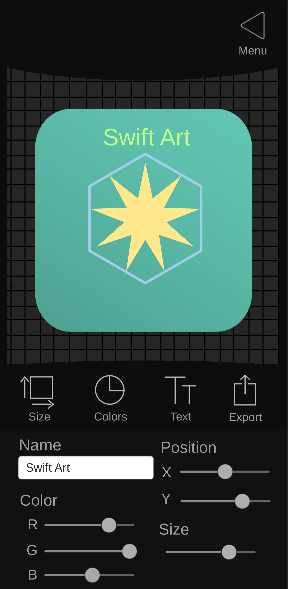 Menu
Swift Art
Size Colors Text Export
Name
Swift Art
Color
R
G
B
Position
X
Y
Size